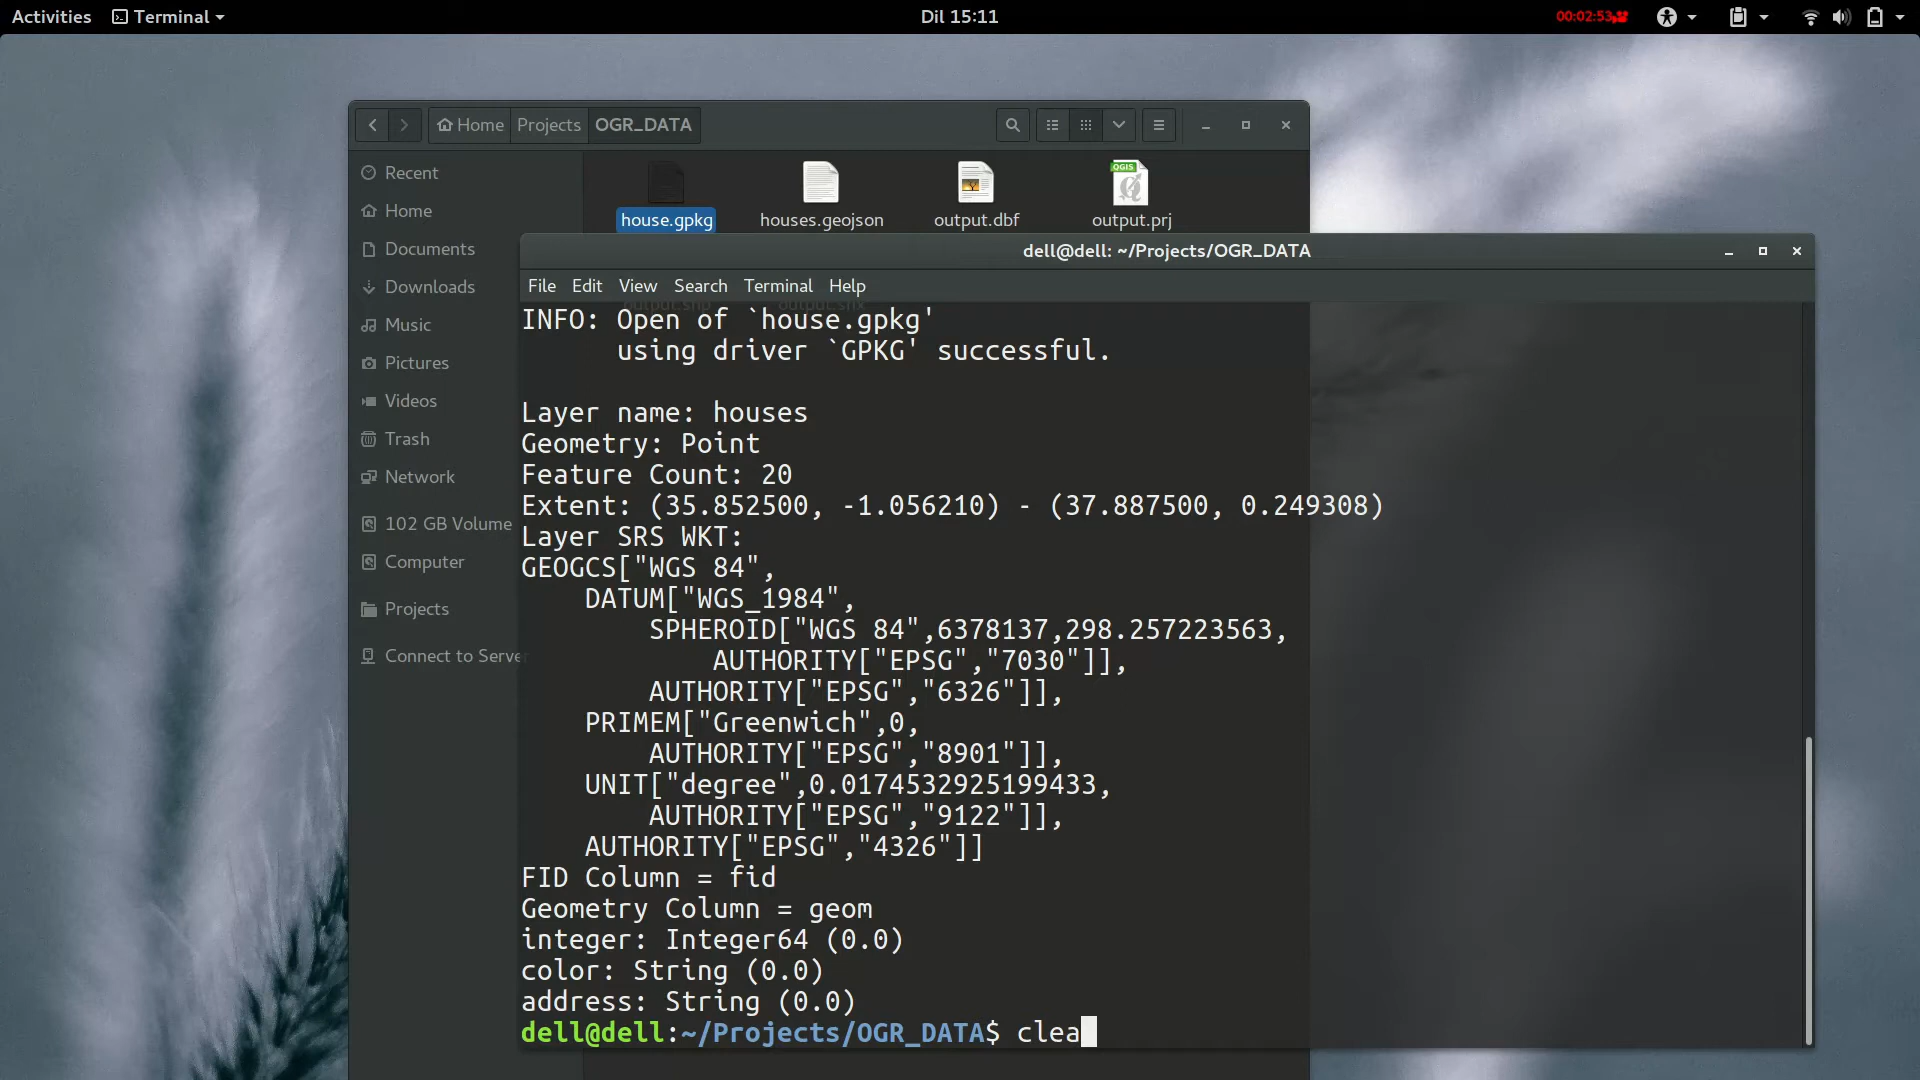 Activities Terminal Dil 15:11 00:02:53
Home Projects OGR_DATA
Recent
Home
Documents
Downloads
Music
Pictures
Videos
Trash
Network
102 GB Volume
Computer
Projects
Connect to Server
QGIS
house.gpkg houses.geojson output.dbf output.prj
dell@dell: ~/Projects/OGR_DATA
File Edit View Search Terminal Help
output.shp output.shx
INFO: Open of `house.gpkg'
using driver `GPKG' successful.
Layer name: houses
Geometry: Point
Feature Count: 20
Extent: (35.852500, -1.056210) - (37.887500, 0.249308)
Layer SRS WKT:
GEOGCS["WGS 84",
DATUM["WGS_1984",
SPHEROID["WGS 84",6378137,298.257223563,
AUTHORITY["EPSG","7030"]],
AUTHORITY["EPSG","6326"]],
PRIMEM["Greenwich",0,
AUTHORITY["EPSG","8901"]],
UNIT["degree",0.0174532925199433,
AUTHORITY["EPSG","9122"]],
AUTHORITY["EPSG","4326"]]
FID Column = fid
Geometry Column = geom
integer: Integer64 (0.0)
color: String (0.0)
address: String (0.0)
dell@dell:~/Projects/OGR_DATA$ clea